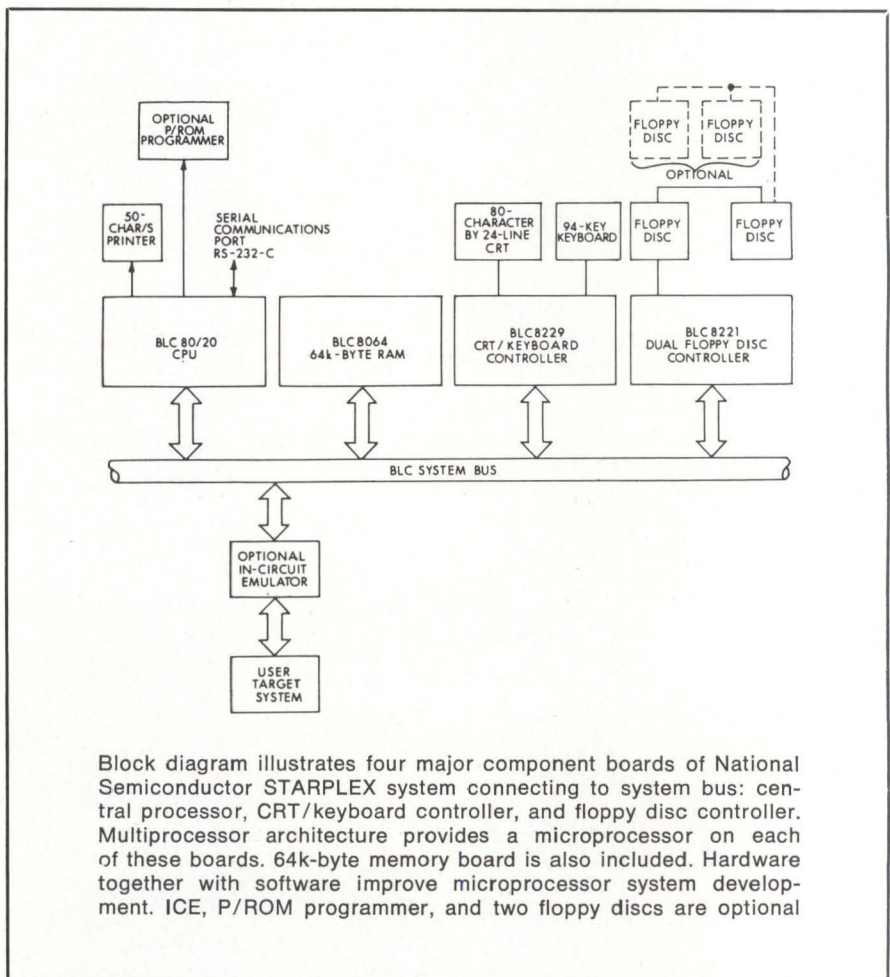 OPTIONAL
P/ROM
PROGRAMMER
FLOPPY
DISC
FLOPPY
DISC
OPTIONAL
50-
CHAR/S
PRINTER
SERIAL
COMMUNICATIONS
PORT
RS-232-C
80-
CHARACTER
BY 24-LINE
CRT
94-KEY
KEYBOARD
FLOPPY
DISC
FLOPPY
DISC
BLC 80/20
CPU
BLC 8064
64k-BYTE RAM
BLC8229
CRT/KEYBOARD
CONTROLLER
BLC 8221
DUAL FLOPPY DISC
CONTROLLER
BLC SYSTEM BUS
OPTIONAL
IN-CIRCUIT
EMULATOR
USER
TARGET
SYSTEM
Block diagram illustrates four major component boards of National
Semiconductor STARPLEX system connecting to system bus: cen-
tral processor, CRT/keyboard controller, and floppy disc controller.
Multiprocessor architecture provides a microprocessor on each
of these boards. 64k-byte memory board is also included. Hardware
together with software improve microprocessor system develop-
ment. ICE, P/ROM programmer, and two floppy discs are optional